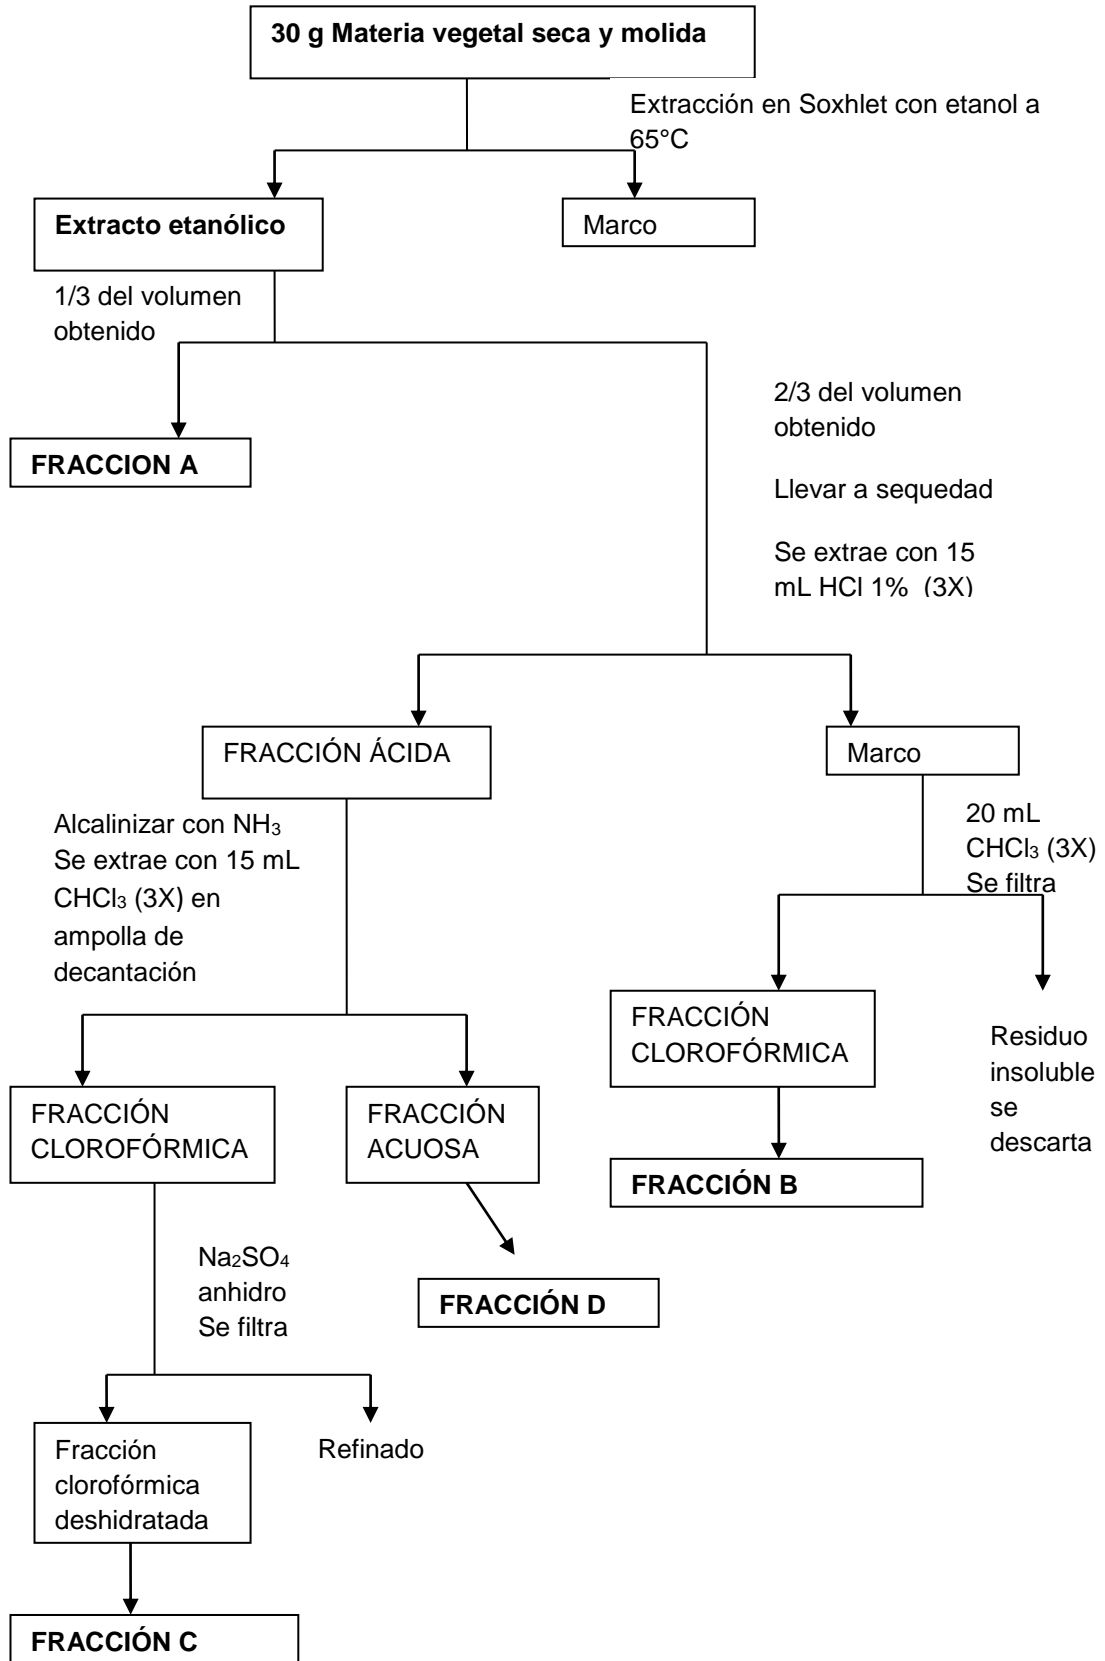 30 g Materia vegetal seca y molida
Extracción en Soxhlet con etanol a
65°C
Extracto etanólico
Marco
1/3 del volumen
obtenido
2/3 del volumen
obtenido
Llevar a sequedad
Se extrae con 15
mL HCl 1%  (3X)
FRACCION A
FRACCIÓN ÁCIDA
Marco
Alcalinizar con NH₃
Se extrae con 15 mL
CHCl₃ (3X) en
ampolla de
decantación
20 mL
CHCl₃ (3X)
Se filtra
FRACCIÓN
CLOROFÓRMICA
Residuo
insoluble
se
descarta
FRACCIÓN
CLOROFÓRMICA
FRACCIÓN
ACUOSA
FRACCIÓN B
Na₂SO₄
anhidro
Se filtra
FRACCIÓN D
Fracción
clorofórmica
deshidratada
Refinado
FRACCIÓN C